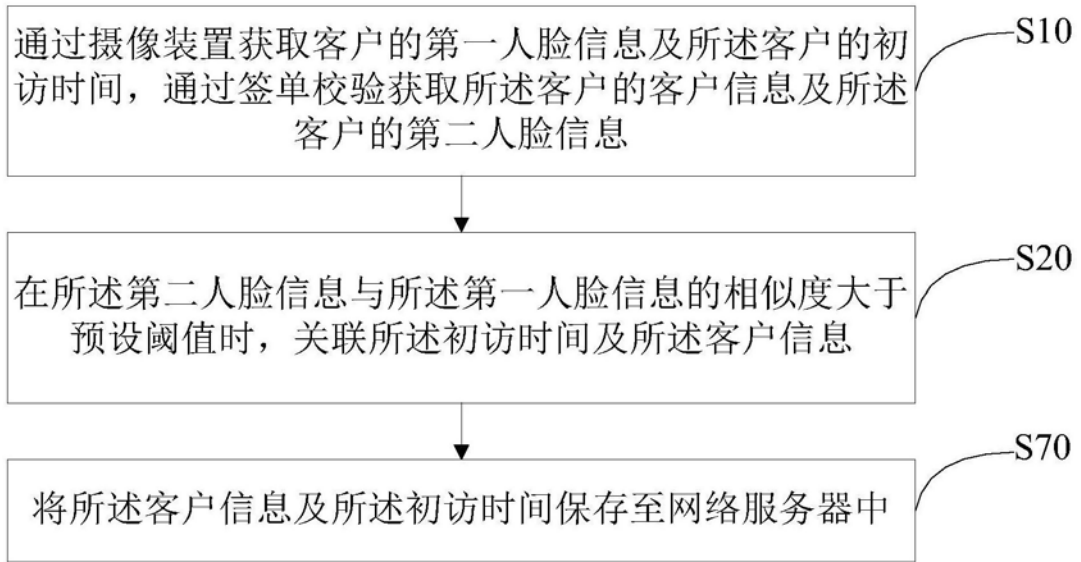 通过摄像装置获取客户的第一人脸信息及所述客户的初
访时间，通过签单校验获取所述客户的客户信息及所述
客户的第二人脸信息
S10
在所述第二人脸信息与所述第一人脸信息的相似度大于
预设阈值时，关联所述初访时间及所述客户信息
S20
将所述客户信息及所述初访时间保存至网络服务器中
S70